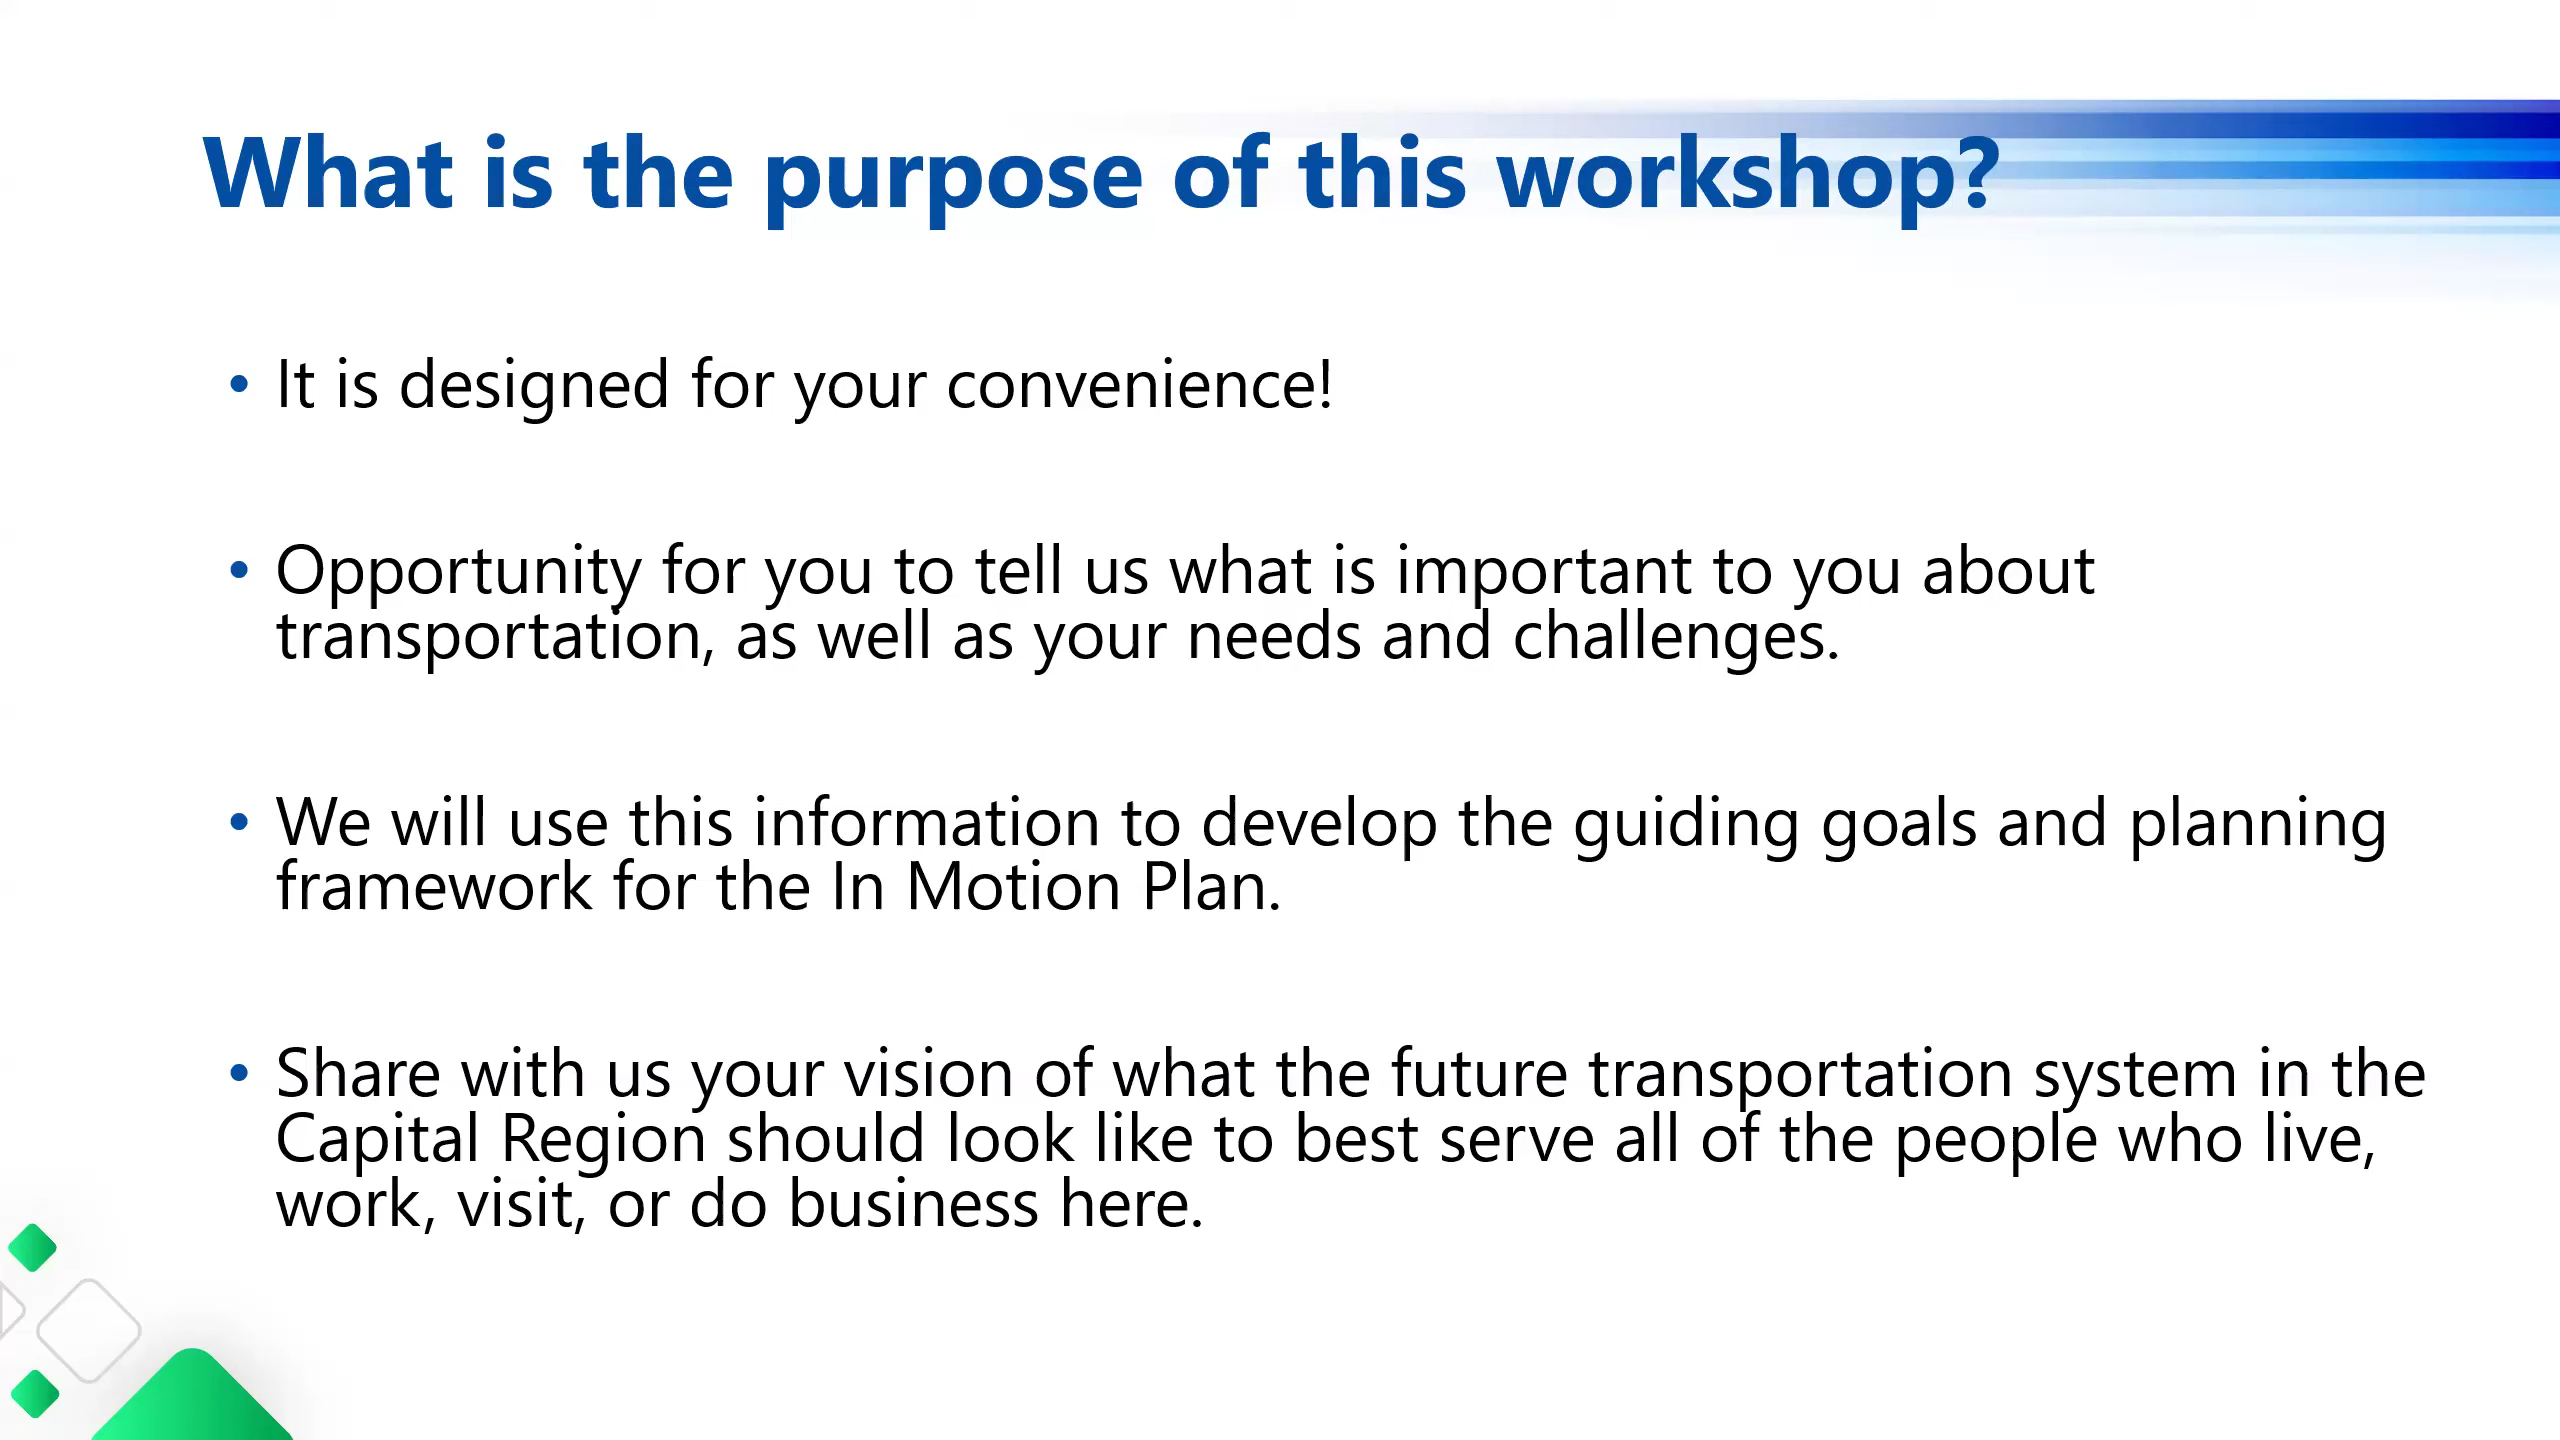 What is the purpose of this workshop?
• It is designed for your convenience!
• Opportunity for you to tell us what is important to you about
transportation, as well as your needs and challenges.
• We will use this information to develop the guiding goals and planning
framework for the In Motion Plan.
• Share with us your vision of what the future transportation system in the
Capital Region should look like to best serve all of the people who live,
work, visit, or do business here.